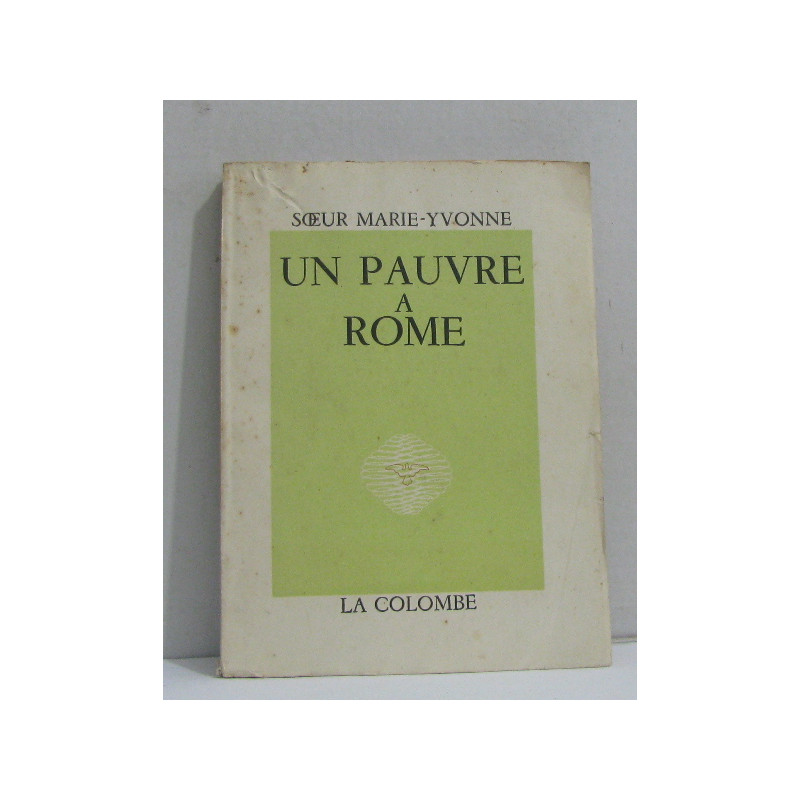 SŒUR MARIE-YVONNE
UN PAUVRE
A
ROME
LA COLOMBE